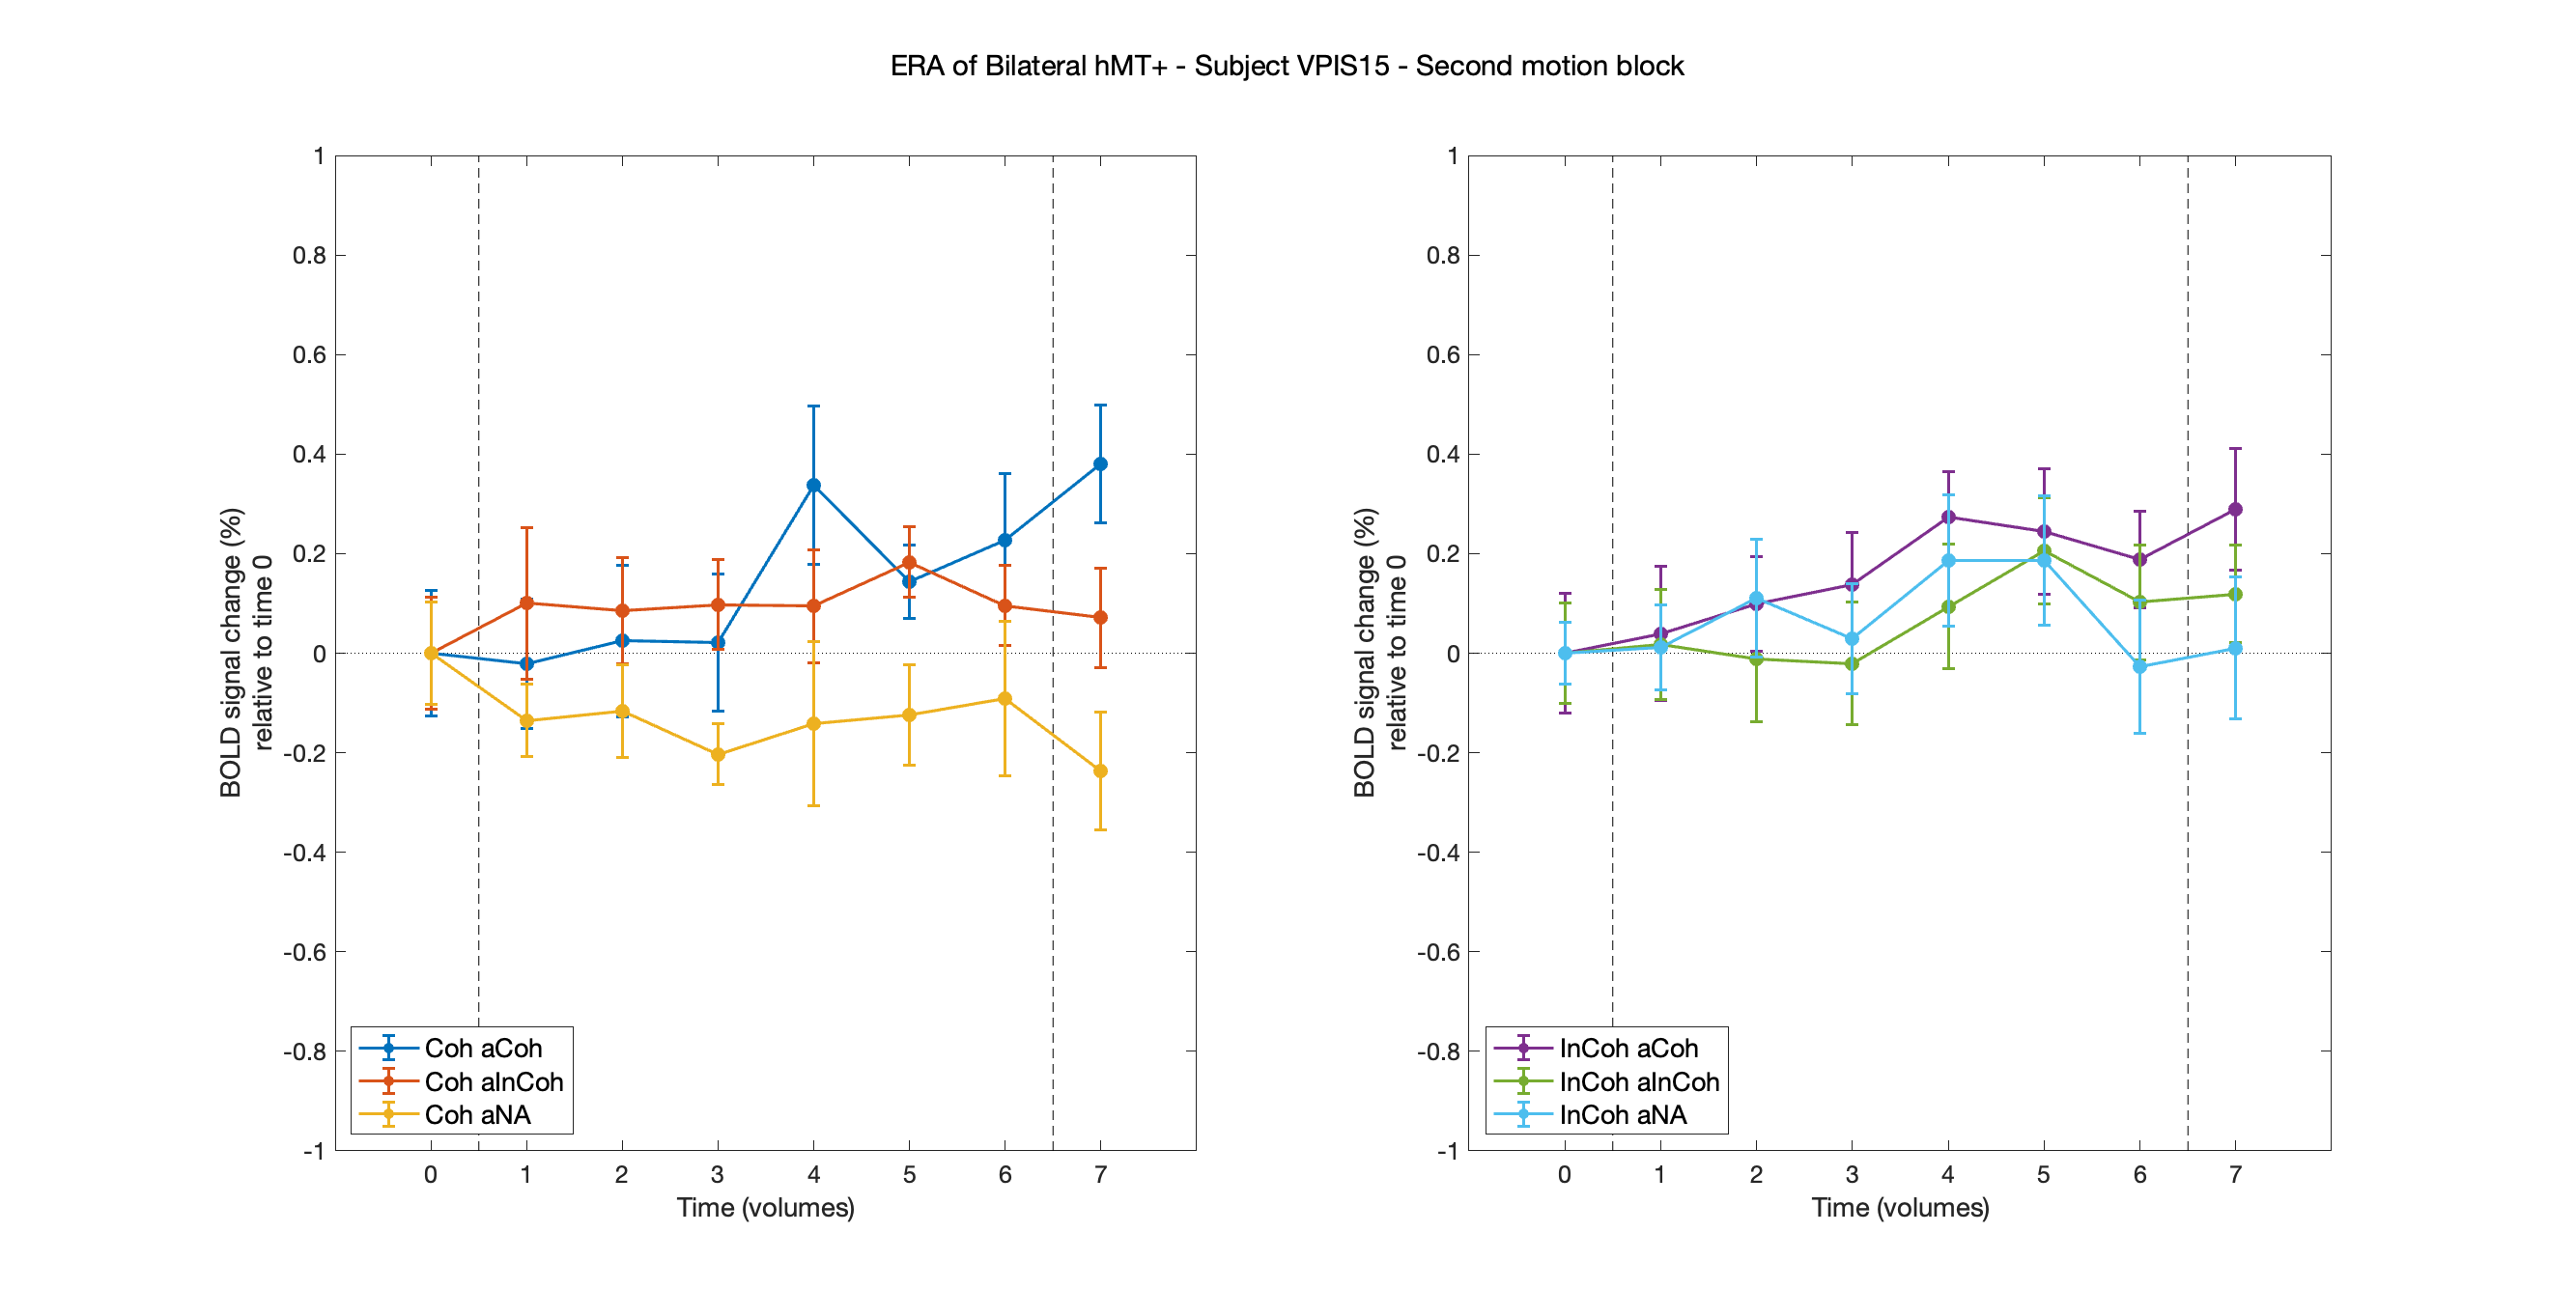 ERA of Bilateral hMT+ - Subject VPIS15 - Second motion block
BOLD signal change (%)
relative to time 0
1
0.8
0.6
0.4
0.2
0
-0.2
-0.4
-0.6
-0.8
-1
0 1 2 3 4 5 6 7
Time (volumes)
Coh aCoh
Coh aInCoh
Coh aNA
BOLD signal change (%)
relative to time 0
1
0.8
0.6
0.4
0.2
0
-0.2
-0.4
-0.6
-0.8
-1
0 1 2 3 4 5 6 7
Time (volumes)
InCoh aCoh
InCoh aInCoh
InCoh aNA